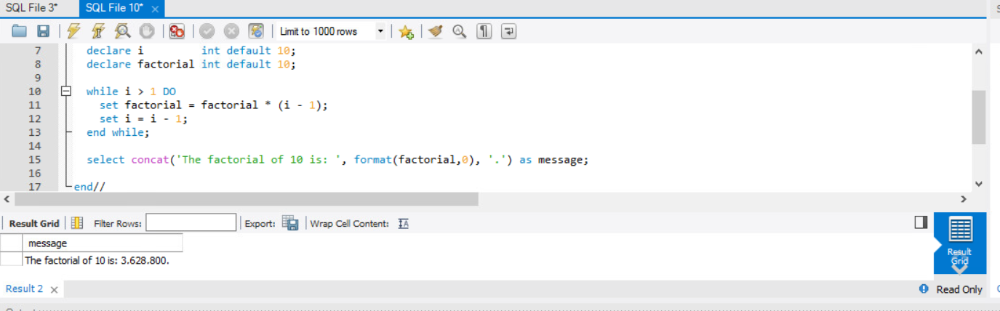 SQL File 3*   SQL File 10* ×
Limit to 1000 rows
7 declare i int default 10;
8 declare factorial int default 10;
9
10 while i > 1 DO
11 set factorial = factorial * (i - 1);
12 set i = i - 1;
13 end while;
14
15 select concat('The factorial of 10 is: ', format(factorial,0), '.') as message;
16
17 end//
Result Grid Filter Rows: Export: Wrap Cell Content: IA
message
The factorial of 10 is: 3.628.800.
Result
Grid
Result 2 × Read Only